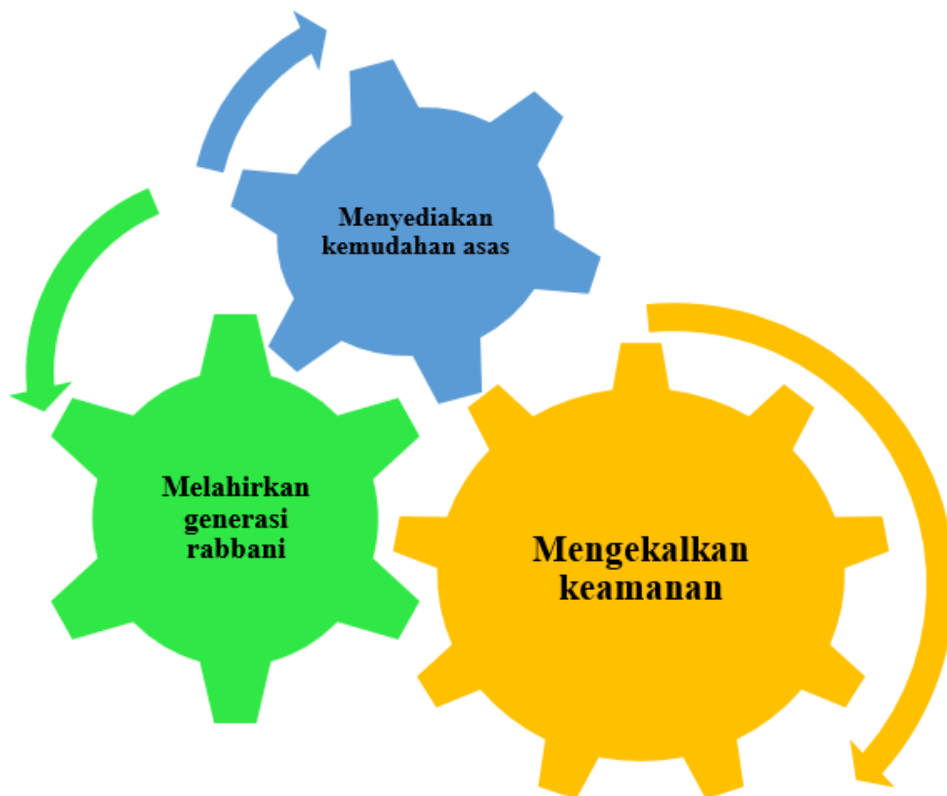 Menyediakan
kemudahan asas
Melahirkan
generasi
rabbani
Mengekalkan
keamanan